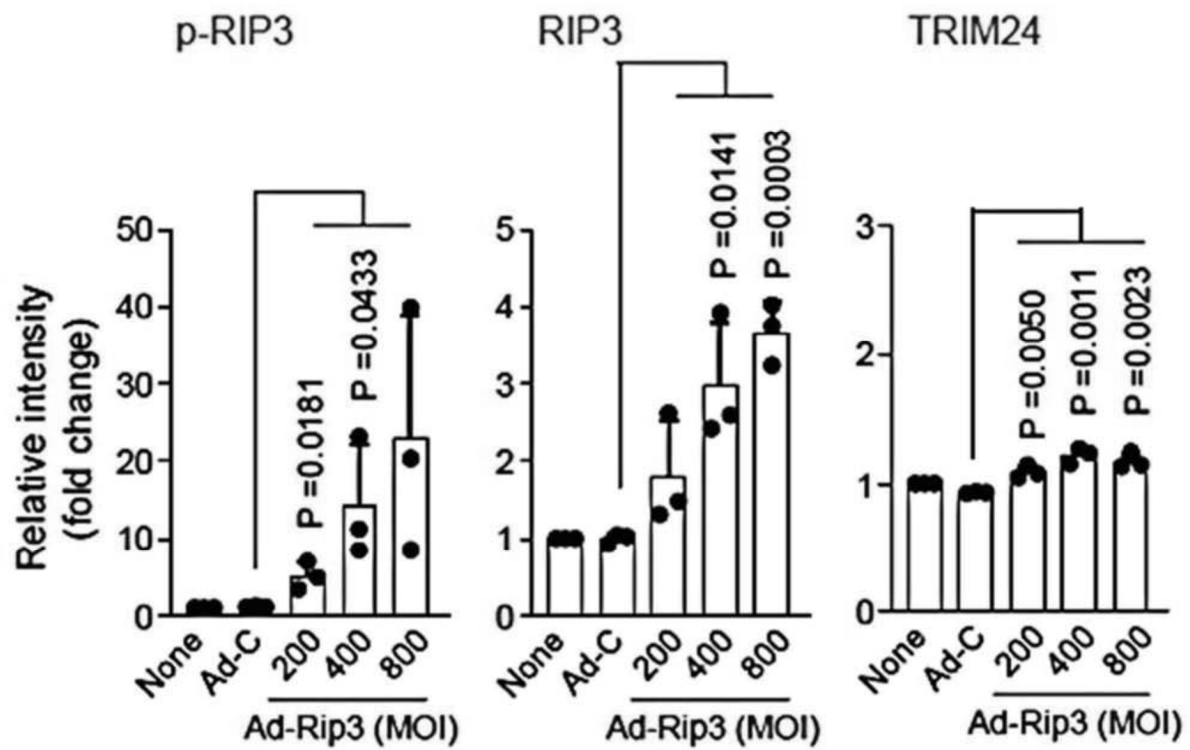 p-RIP3
RIP3
TRIM24
Relative intensity
(fold change)
50
40
30
20
10
0
P =0.0181
P =0.0433
None
Ad-C
200
400
800
Ad-Rip3 (MOI)
5
4
3
2
1
0
P =0.0141
P =0.0003
None
Ad-C
200
400
800
Ad-Rip3 (MOI)
3
2
1
0
P =0.0050
P =0.0011
P =0.0023
None
Ad-C
200
400
800
Ad-Rip3 (MOI)